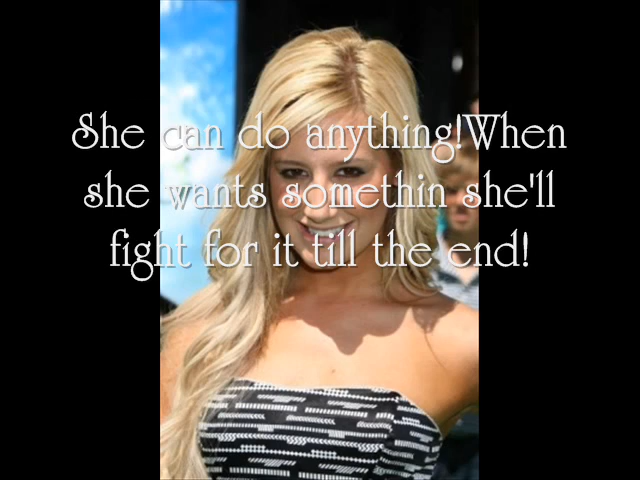 She can do anything!When
she wants somethin she'll
fight for it till the end!